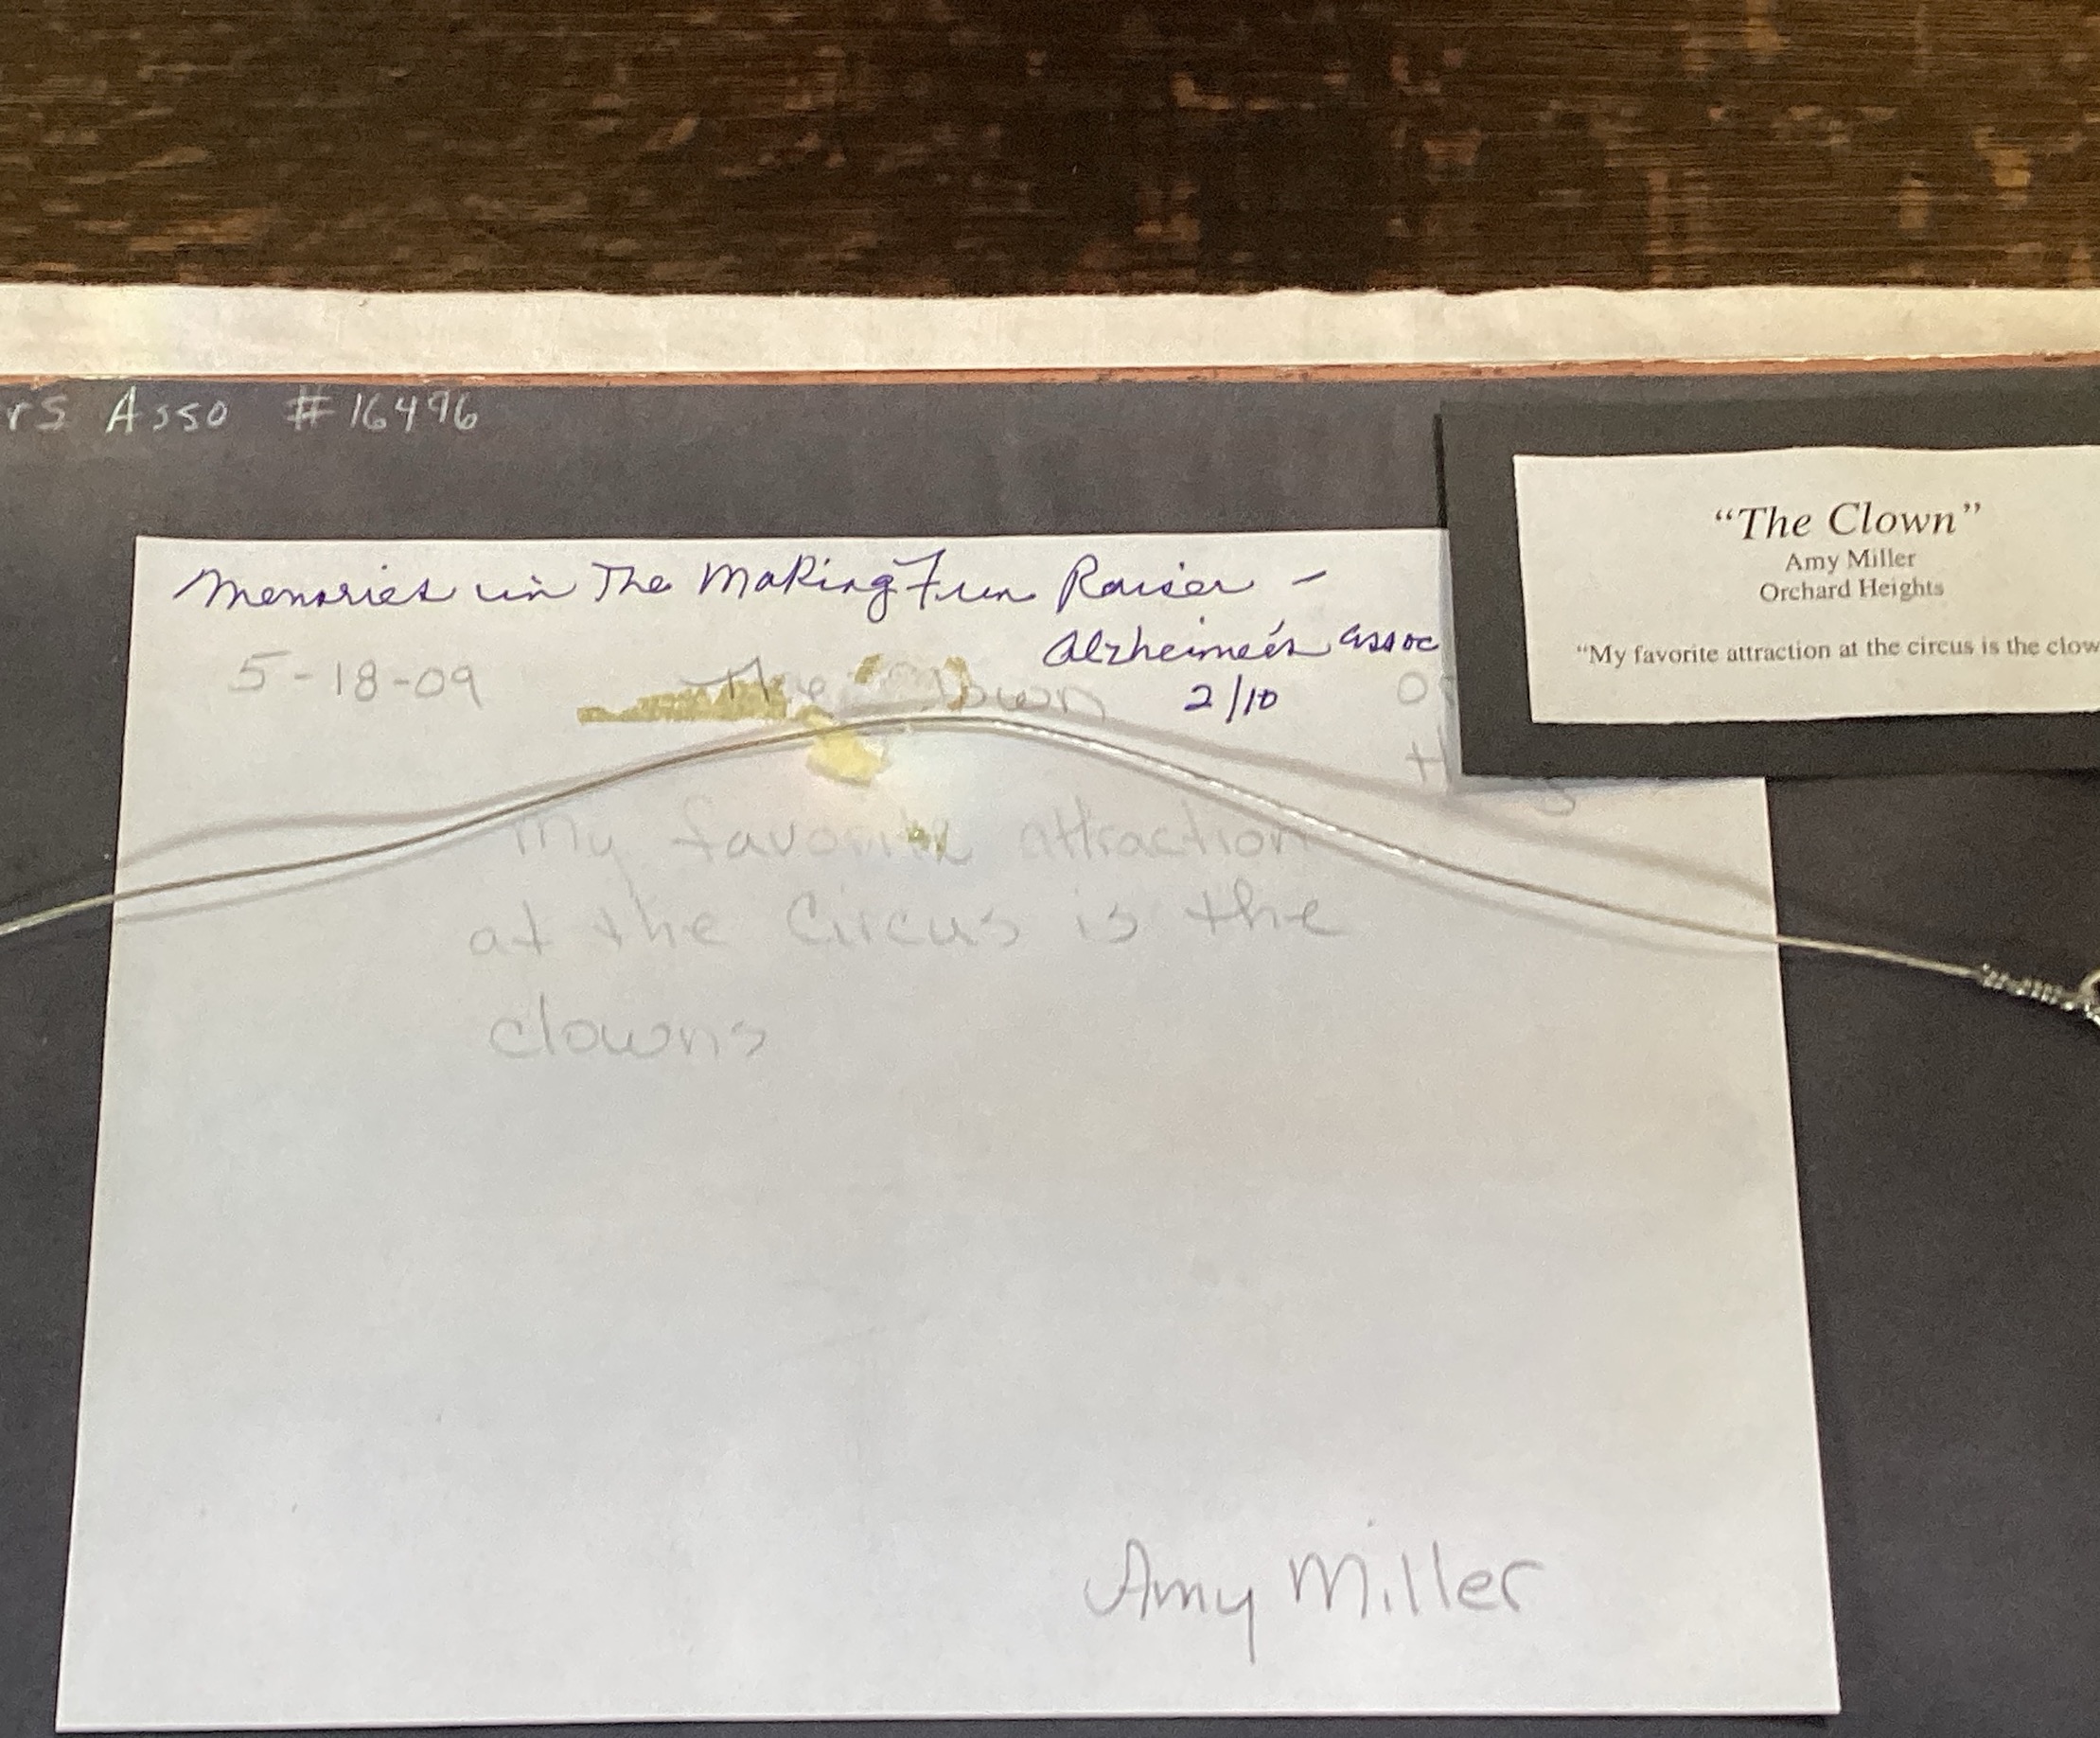 rs Asso #16496
Memories in The Making Fun Raiser -
Alzheimer's assoc
2/10
5-18-09
The Clown
My favorite attraction
at the Circus is the
clowns
Amy Miller
“The Clown”
Amy Miller
Orchard Heights
“My favorite attraction at the circus is the clow